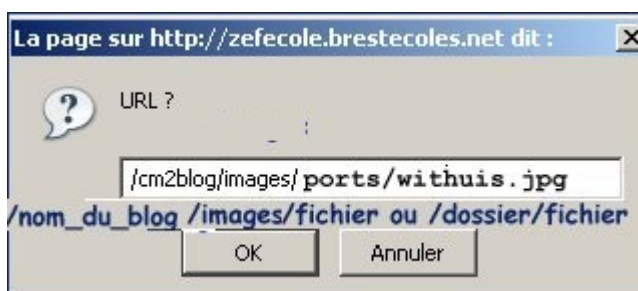 La page sur http://zefecole.brestecoles.net dit :
URL ?
/cm2blog/images/ports/withuis.jpg
/nom_du_blog /images/fichier ou /dossier/fichier
OK Annuler